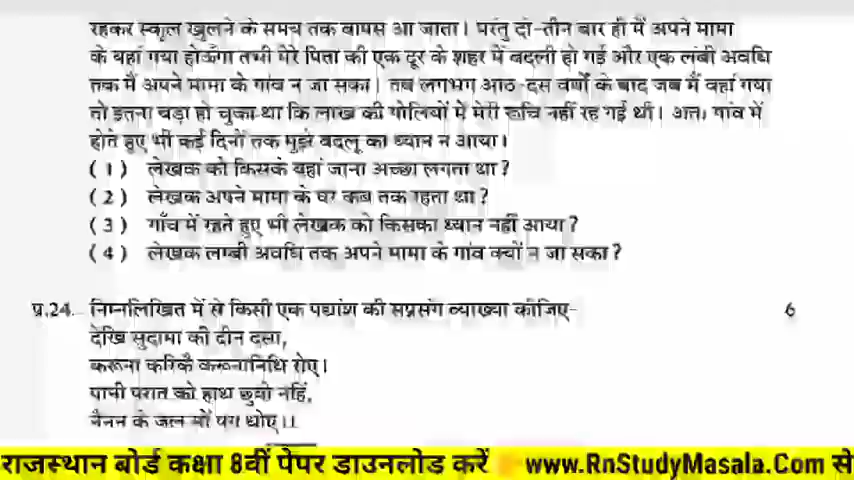 रहकर स्कूल खुलने के समय तक वापस आ जाता। परंतु दो-तीन बार ही मैं अपने मामा
के यहां गया होऊँगा तभी मेरे पिता की एक दूर के शहर में बदली हो गई और एक लंबी अवधि
तक मैं अपने मामा के गांव न जा सका। तब लगभग आठ-दस वर्षों के बाद जब मैं वहां गया
तो इतना बड़ा हो चुका था कि लाख की गोलियों में मेरी रूचि नहीं रह गई थी। अतः गांव में
होते हुए भी कई दिनों तक मुझे बदलू का ध्यान न आया।
( 1 ) लेखक को किसके यहां जाना अच्छा लगता था ?
( 2 ) लेखक अपने मामा के घर कब तक रहता था ?
( 3 ) गाँव में रहते हुए भी लेखक को किसका ध्यान नहीं आया ?
( 4 ) लेखक लम्बी अवधि तक अपने मामा के गांव क्यों न जा सका ?
प्र.24. निम्नलिखित में से किसी एक पद्यांश की सप्रसंग व्याख्या कीजिए- 6
देखि सुदामा की दीन दसा,
करूना करिकै करूनानिधि रोए।
पानी परात को हाथ छुयो नहिं,
नैनन के जल सों पग धोए।।
राजस्थान बोर्ड कक्षा 8वीं पेपर डाउनलोड करें www.RnStudyMasala.Com से